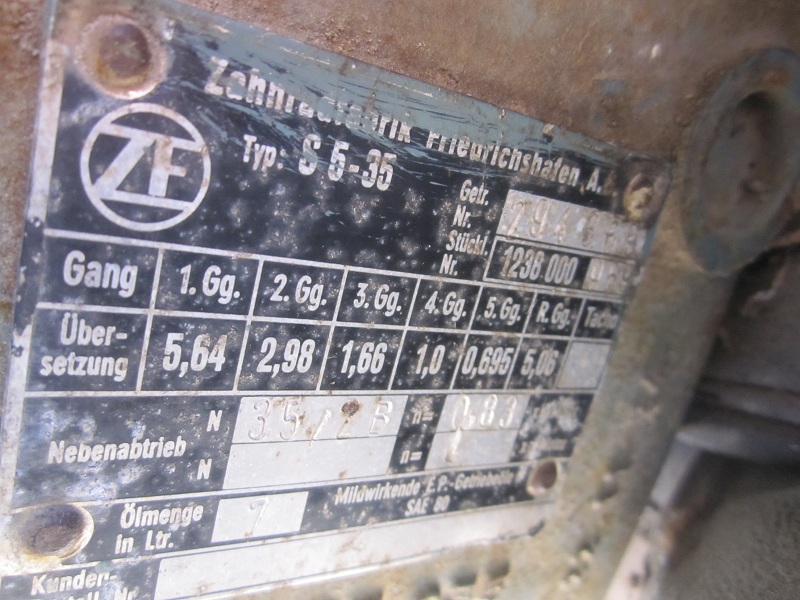 Zahnradfabrik Friedrichshafen A.
ZF
Typ: S 5-35
Getr. Nr.
Stückl. Nr. 1238 000
Gang 1. Gg. 2. Gg. 3. Gg. 4. Gg. 5. Gg. R. Gg.
Über-
setzung 5,64 2,98 1,66 1,0 0,695 5,06
Nebenabtrieb N 35/2B n= 0,83
N n=
Ölmenge in Ltr. 7 Mildwirkende E.P.-Getriebeöl
SAE 80
Kunden-